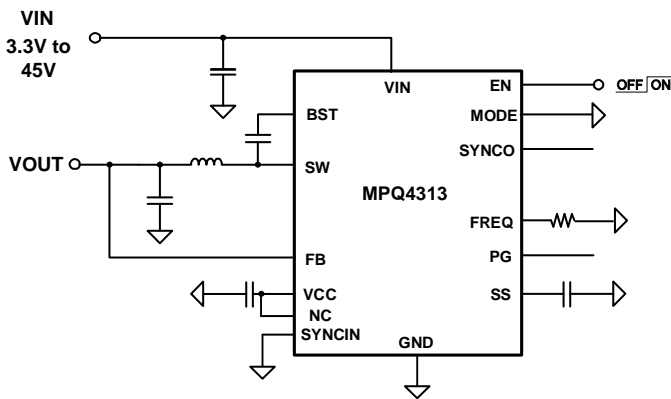 VIN
3.3V to
45V
VIN
EN
OFF ON
BST
MODE
SYNCO
VOUT
SW
MPQ4313
FREQ
FB
PG
VCC
SS
NC
SYNCIN
GND